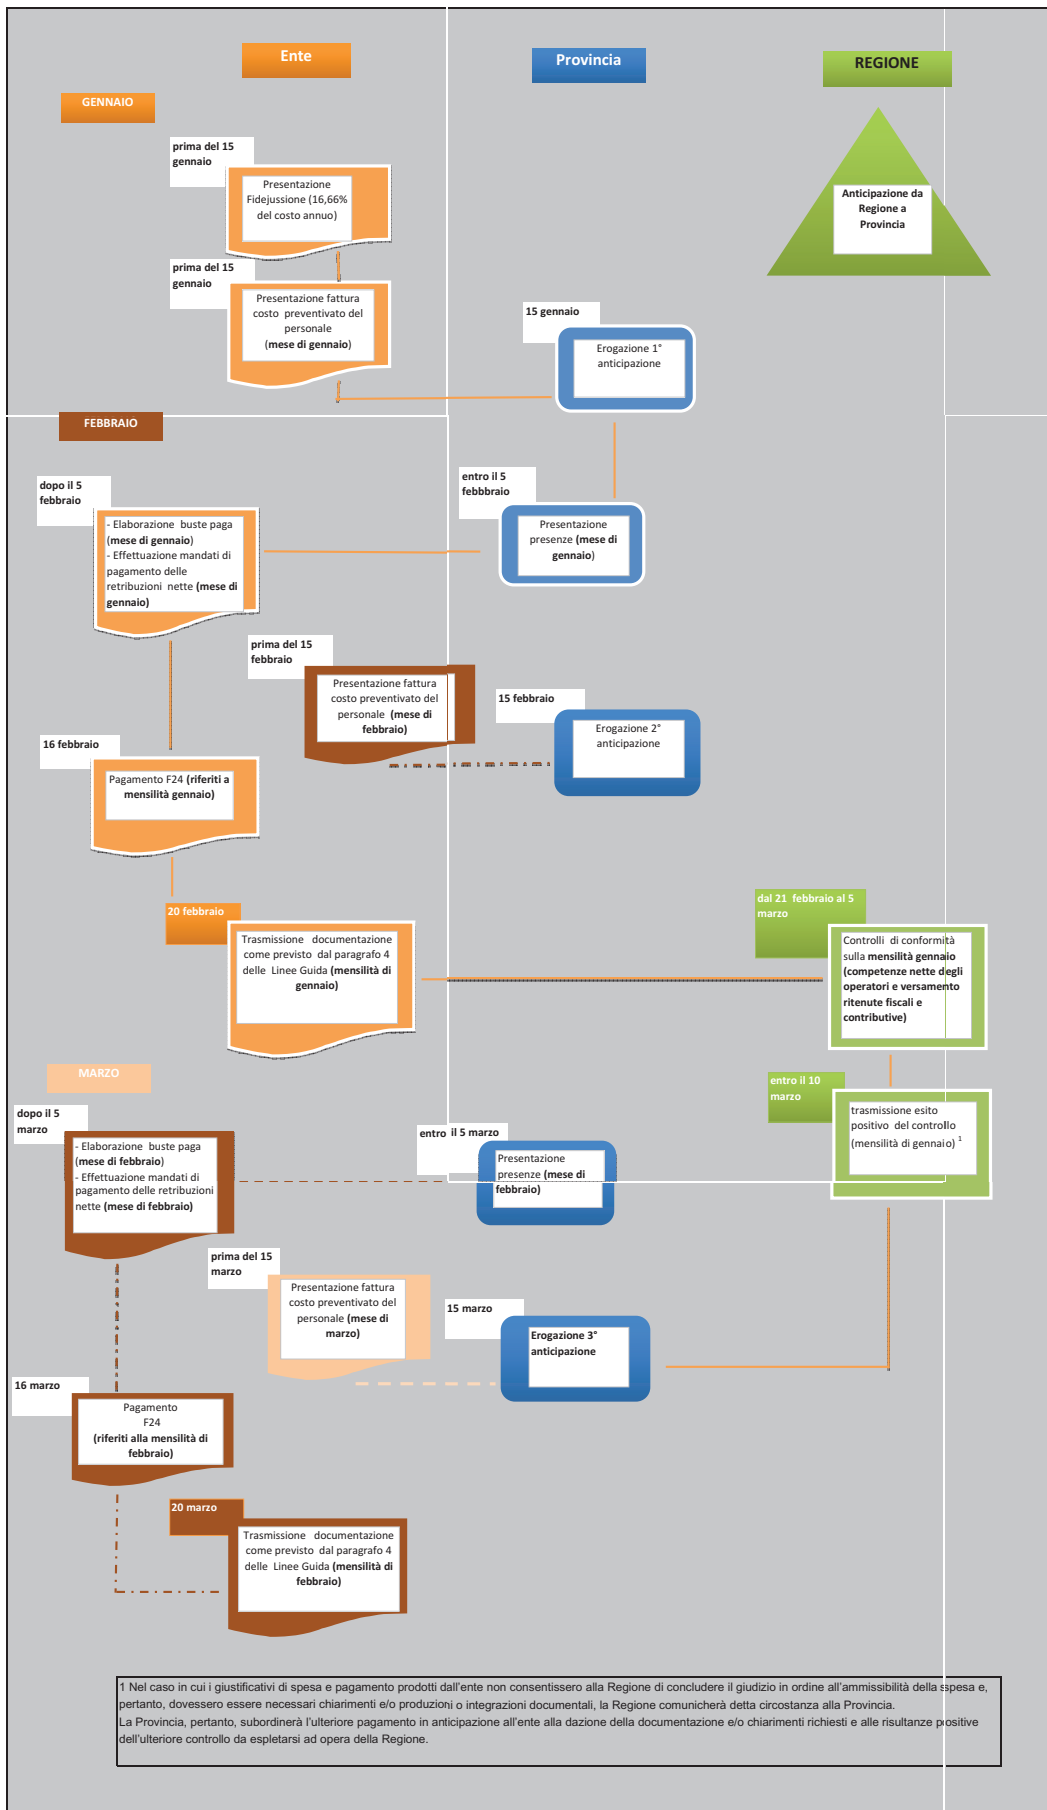 Ente
Provincia
REGIONE
GENNAIO
prima del 15
gennaio
Presentazione
Fidejussione (16,66%
del costo annuo)
Anticipazione da
Regione a
Provincia
prima del 15
gennaio
Presentazione fattura
costo preventivato del
personale
(mese di gennaio)
15 gennaio
Erogazione 1°
anticipazione
FEBBRAIO
dopo il 5
febbraio
- Elaborazione buste paga
(mese di gennaio)
- Effettuazione mandati di
pagamento delle
retribuzioni nette (mese di
gennaio)
entro il 5
febbbraio
Presentazione
presenze (mese di
gennaio)
prima del 15
febbraio
Presentazione fattura
costo preventivato del
personale (mese di
febbraio)
15 febbraio
Erogazione 2°
anticipazione
16 febbraio
Pagamento F24 (riferiti a
mensilità gennaio)
20 febbraio
Trasmissione documentazione
come previsto dal paragrafo 4
delle Linee Guida (mensilità di
gennaio)
dal 21 febbraio al 5
marzo
Controlli di conformità
sulla mensilità gennaio
(competenze nette degli
operatori e versamento
ritenute fiscali e
contributive)
MARZO
entro il 10
marzo
trasmissione esito
positivo del controllo
(mensilità di gennaio) 1
dopo il 5
marzo
- Elaborazione buste paga
(mese di febbraio)
- Effettuazione mandati di
pagamento delle retribuzioni
nette (mese di febbraio)
entro il 5 marzo
Presentazione
presenze (mese di
febbraio)
prima del 15
marzo
Presentazione fattura
costo preventivato del
personale (mese di
marzo)
15 marzo
Erogazione 3°
anticipazione
16 marzo
Pagamento
F24
(riferiti alla mensilità di
febbraio)
20 marzo
Trasmissione documentazione
come previsto dal paragrafo 4
delle Linee Guida (mensilità di
febbraio)
1 Nel caso in cui i giustificativi di spesa e pagamento prodotti dall'ente non consentissero alla Regione di concludere il giudizio in ordine all'ammissibilità della spesa e,
pertanto, dovessero essere necessari chiarimenti e/o produzioni o integrazioni documentali, la Regione comunicherà detta circostanza alla Provincia.
La Provincia, pertanto, subordinerà l'ulteriore pagamento in anticipazione all'ente alla dazione della documentazione e/o chiarimenti richiesti e alle risultanze positive
dell'ulteriore controllo da espletarsi ad opera della Regione.